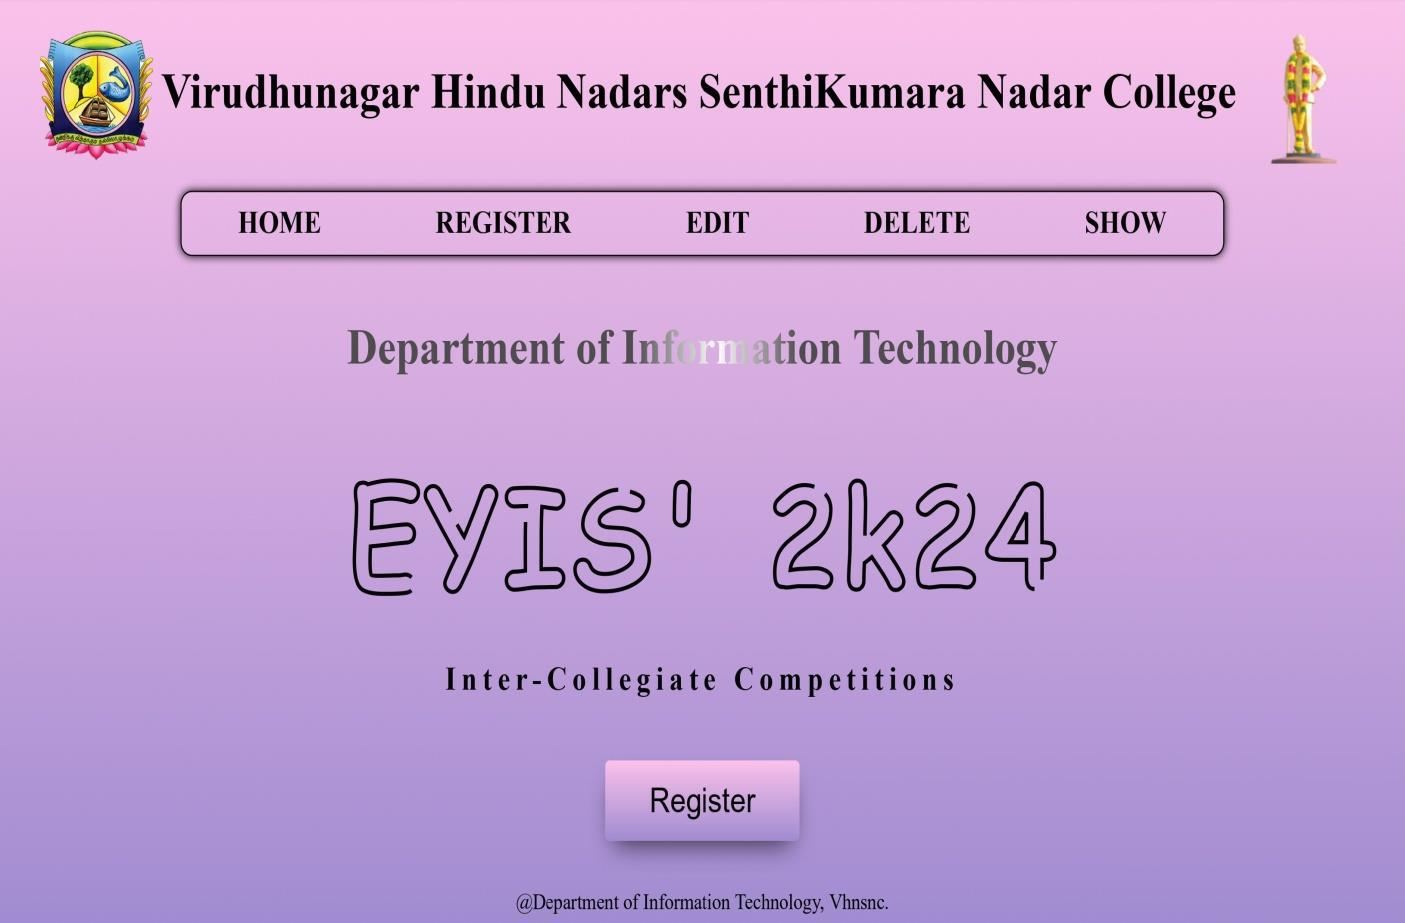 Virudhunagar Hindu Nadars SenthiKumara Nadar College
HOME REGISTER EDIT DELETE SHOW
Department of Information Technology
EYIS' 2k24
Inter-Collegiate Competitions
Register
@Department of Information Technology, Vhnsnc.